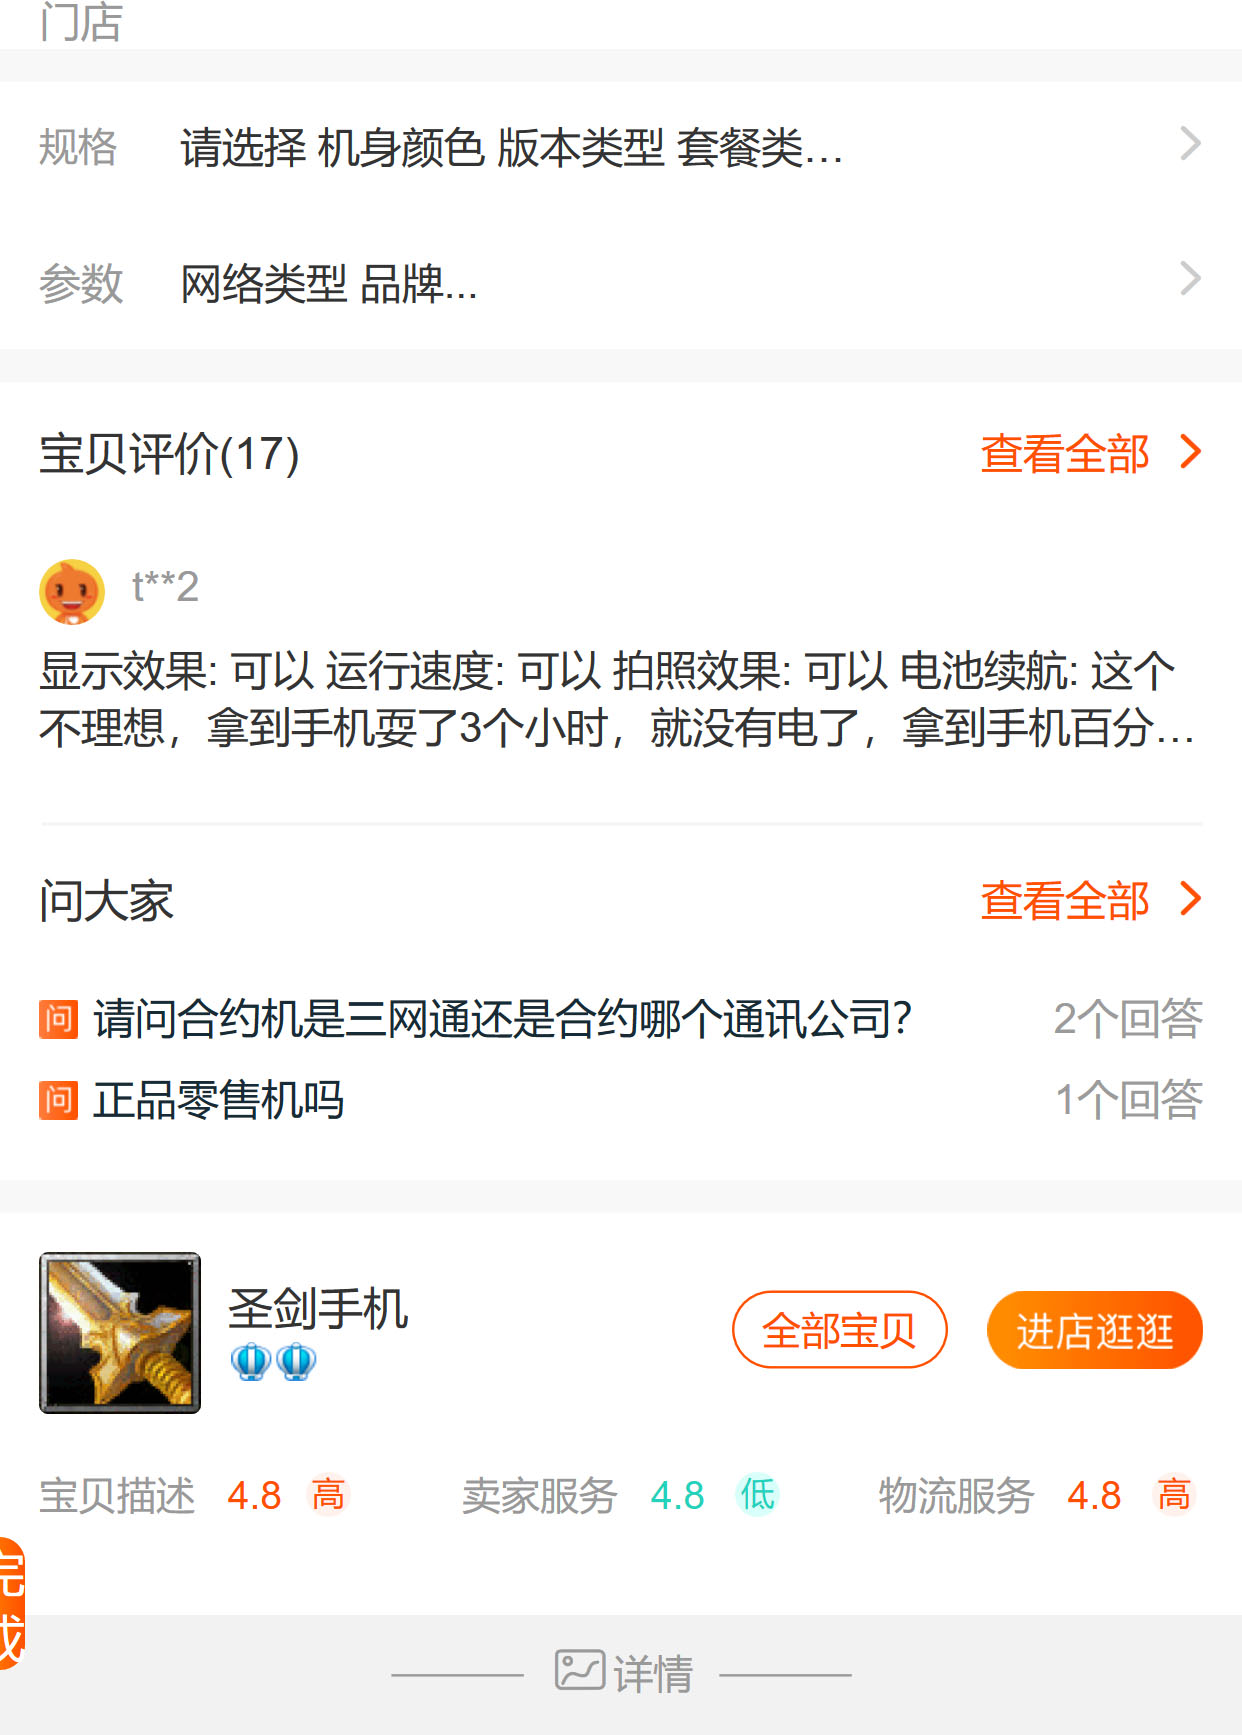 门店
规格 请选择 机身颜色 版本类型 套餐类...
参数 网络类型 品牌...
宝贝评价(17) 查看全部
t**2
显示效果: 可以 运行速度: 可以 拍照效果: 可以 电池续航: 这个
不理想，拿到手机耍了3个小时，就没有电了，拿到手机百分...
问大家 查看全部
问 请问合约机是三网通还是合约哪个通讯公司？ 2个回答
问 正品零售机吗 1个回答
圣剑手机 全部宝贝 进店逛逛
宝贝描述 4.8 高 卖家服务 4.8 低 物流服务 4.8 高
完
成
详情